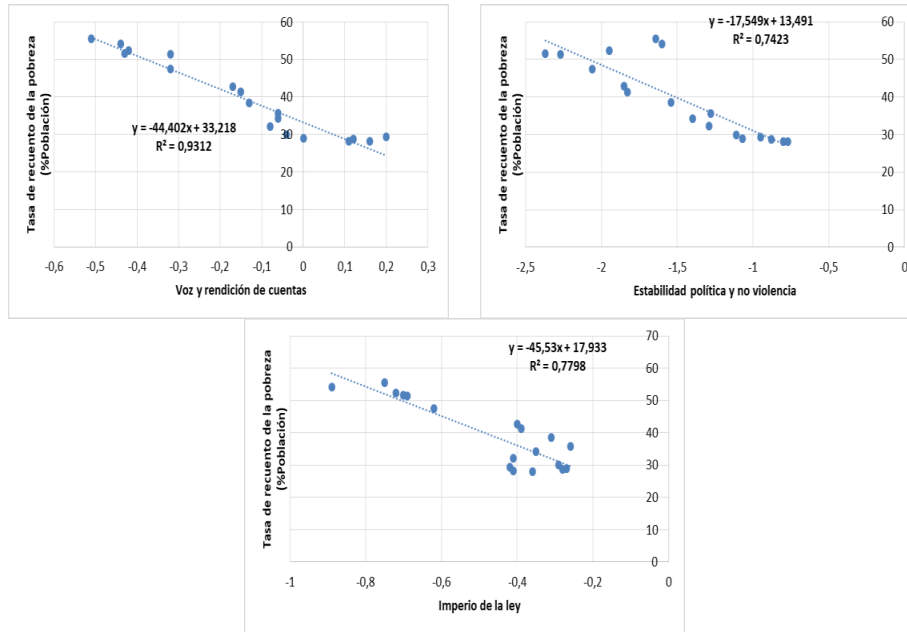 Tasa de recuento de la pobreza
(%Población)
60
50
40
30
20
10
0
y = -44,402x + 33,218
R² = 0,9312
-0,6 -0,5 -0,4 -0,3 -0,2 -0,1 0 0,1 0,2 0,3
Voz y rendición de cuentas
Tasa de recuento de la pobreza
(%Población)
y = -17,549x + 13,491
R² = 0,7423
60
50
40
30
20
10
0
-2,5 -2 -1,5 -1 -0,5 0
Estabilidad política y no violencia
Tasa de recuento de la pobreza
(%Población)
y = -45,53x + 17,933
R² = 0,7798
70
60
50
40
30
20
10
0
-1 -0,8 -0,6 -0,4 -0,2 0
Imperio de la ley